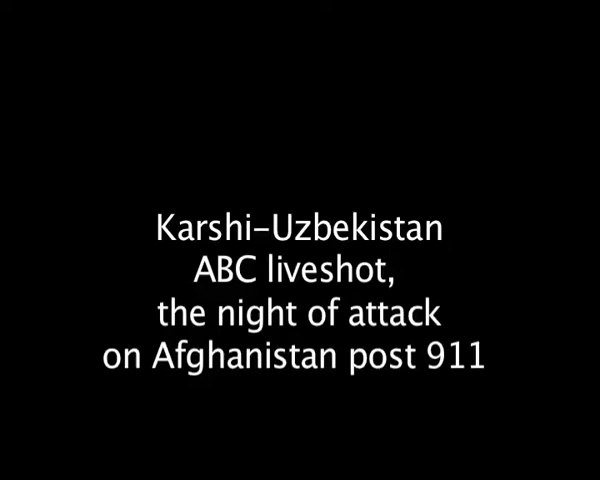 Karshi-Uzbekistan
ABC liveshot,
the night of attack
on Afghanistan post 911